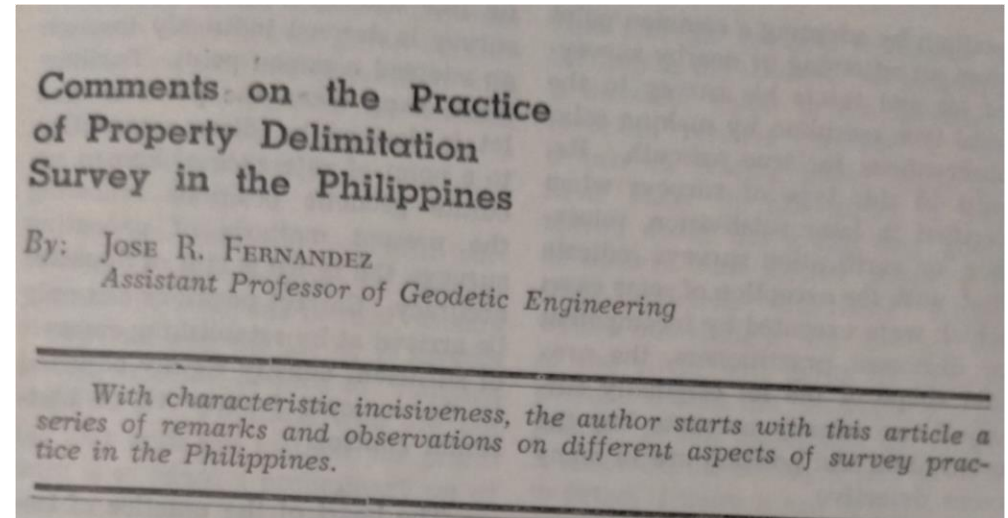 Comments on the Practice
of Property Delimitation
Survey in the Philippines
By: JOSE R. FERNANDEZ
Assistant Professor of Geodetic Engineering
With characteristic incisiveness, the author starts with this article a
series of remarks and observations on different aspects of survey prac-
tice in the Philippines.